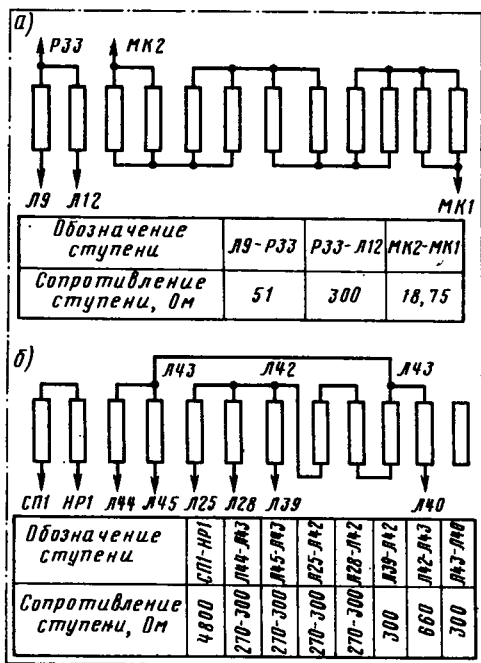 а)
Р33 МК2
Л9 Л12 МК1
Обозначение ступени Л9-Р33 Р33-Л12 МК2-МК1
Сопротивление ступени, Ом 51 300 18,75
б)
Л43 Л42 Л43
СП1 НР1 Л44 Л45 Л25 Л28 Л39 Л40
Обозначение ступени СП1-НР1 Л44-Л43 Л45-Л43 Л25-Л42 Л28-Л42 Л39-Л42 Л42-Л43 Л43-Л40
Сопротивление ступени, Ом 4800 270-300 270-300 270-300 270-300 300 660 300